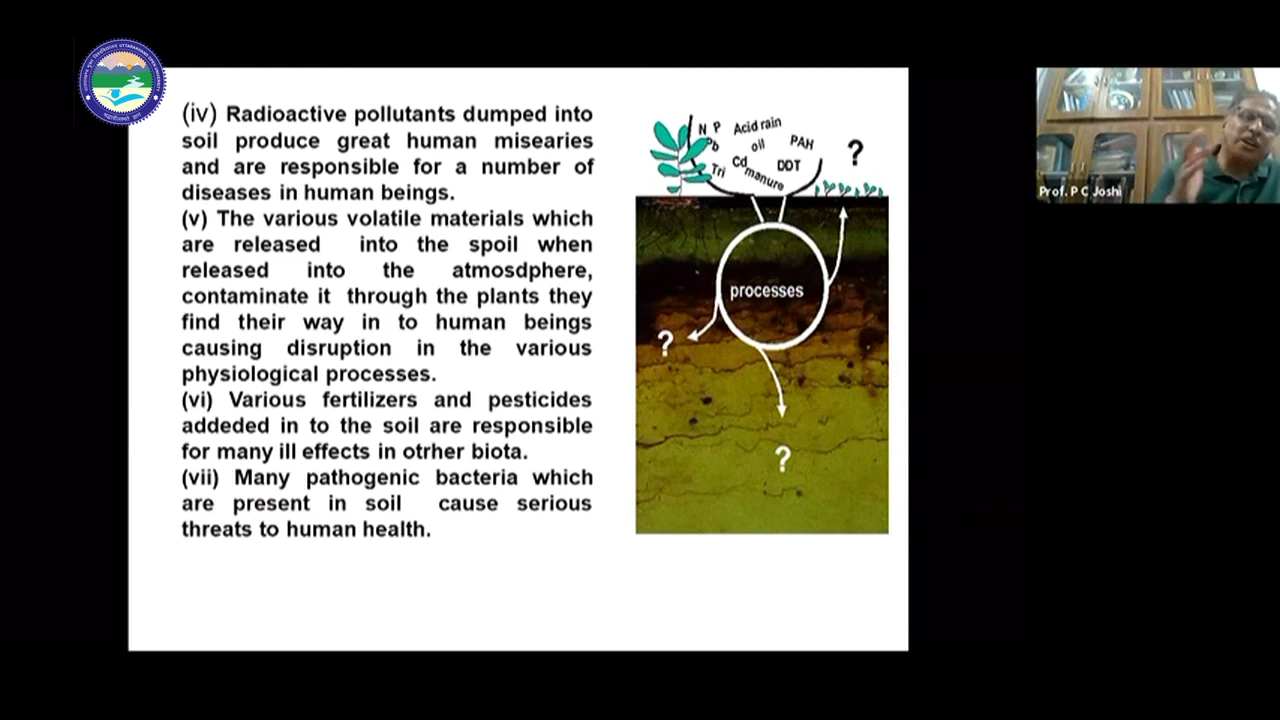 (iv) Radioactive pollutants dumped into
soil produce great human misearies
and are responsible for a number of
diseases in human beings.
(v) The various volatile materials which
are released into the spoil when
released into the atmosdphere,
contaminate it through the plants they
find their way in to human beings
causing disruption in the various
physiological processes.
(vi) Various fertilizers and pesticides
addeded in to the soil are responsible
for many ill effects in otrher biota.
(vii) Many pathogenic bacteria which
are present in soil cause serious
threats to human health.
N P Acid rain
Pb oil PAH
Tri Cd manure DDT
?
processes
?
?
Prof. P C Joshi